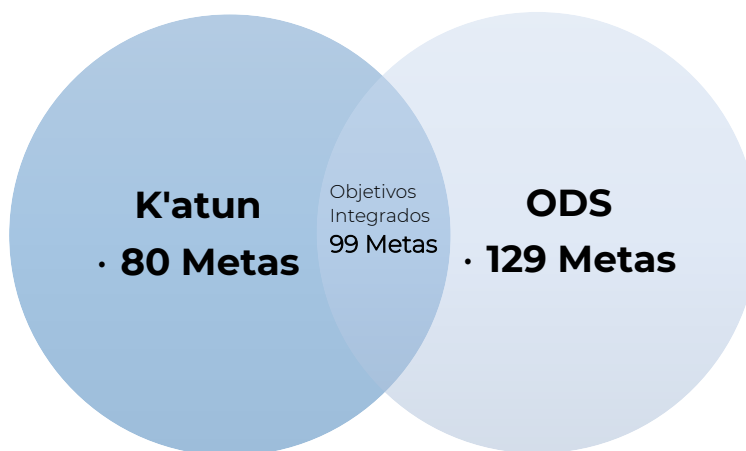 K'atun
· 80 Metas
Objetivos
Integrados
99 Metas
ODS
· 129 Metas